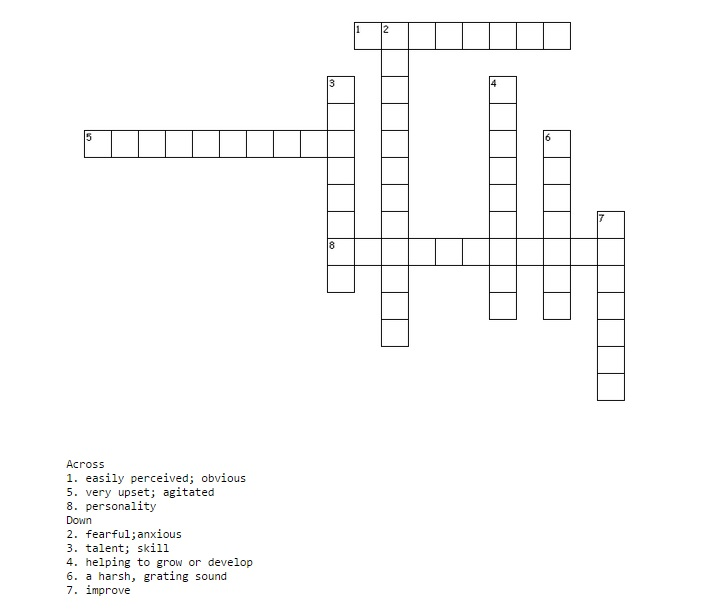 1
2
3
4
5
6
7
8
Across
1. easily perceived; obvious
5. very upset; agitated
8. personality
Down
2. fearful;anxious
3. talent; skill
4. helping to grow or develop
6. a harsh, grating sound
7. improve